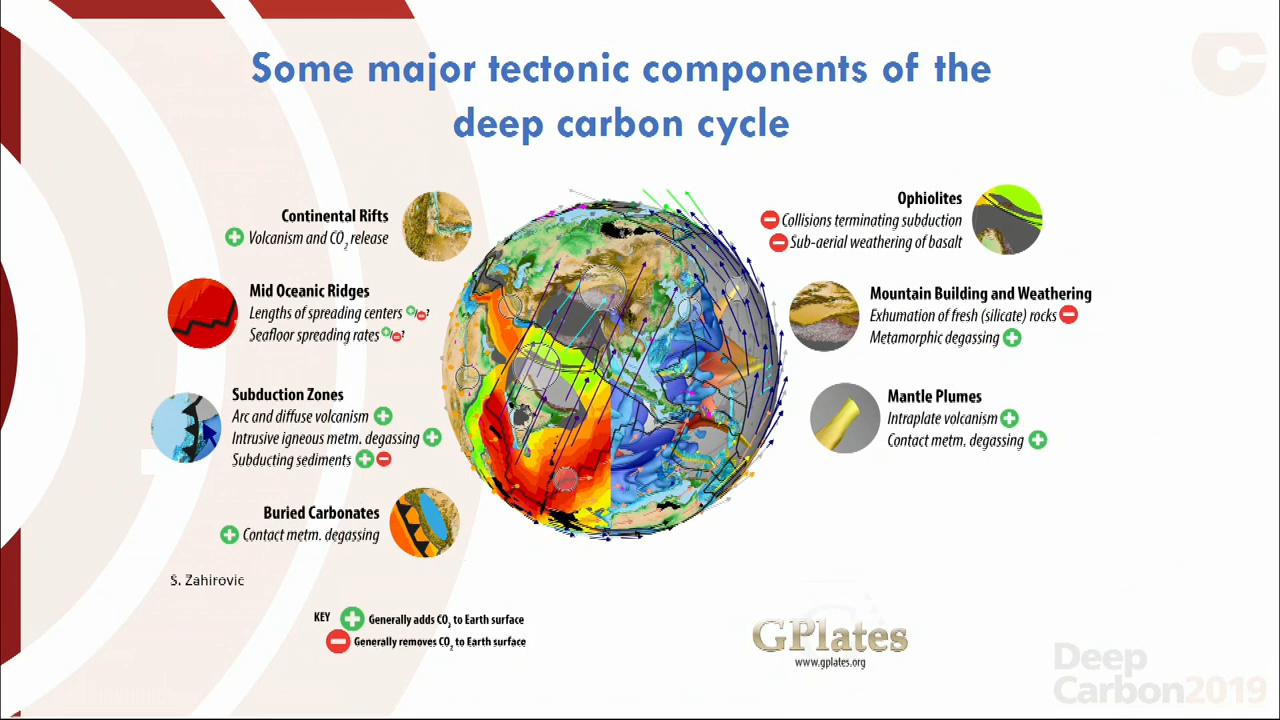 Some major tectonic components of the
deep carbon cycle
Continental Rifts
Volcanism and CO₂ release
Mid Oceanic Ridges
Lengths of spreading centers +/-?
Seafloor spreading rates +/-?
Subduction Zones
Arc and diffuse volcanism
Intrusive igneous metm. degassing
Subducting sediments
Buried Carbonates
Contact metm. degassing
S. Zahirovic
Ophiolites
Collisions terminating subduction
Sub-aerial weathering of basalt
Mountain Building and Weathering
Exhumation of fresh (silicate) rocks
Metamorphic degassing
Mantle Plumes
Intraplate volcanism
Contact metm. degassing
KEY
Generally adds CO₂ to Earth surface
Generally removes CO₂ to Earth surface
GPlates
www.gplates.org
Deep
Carbon2019